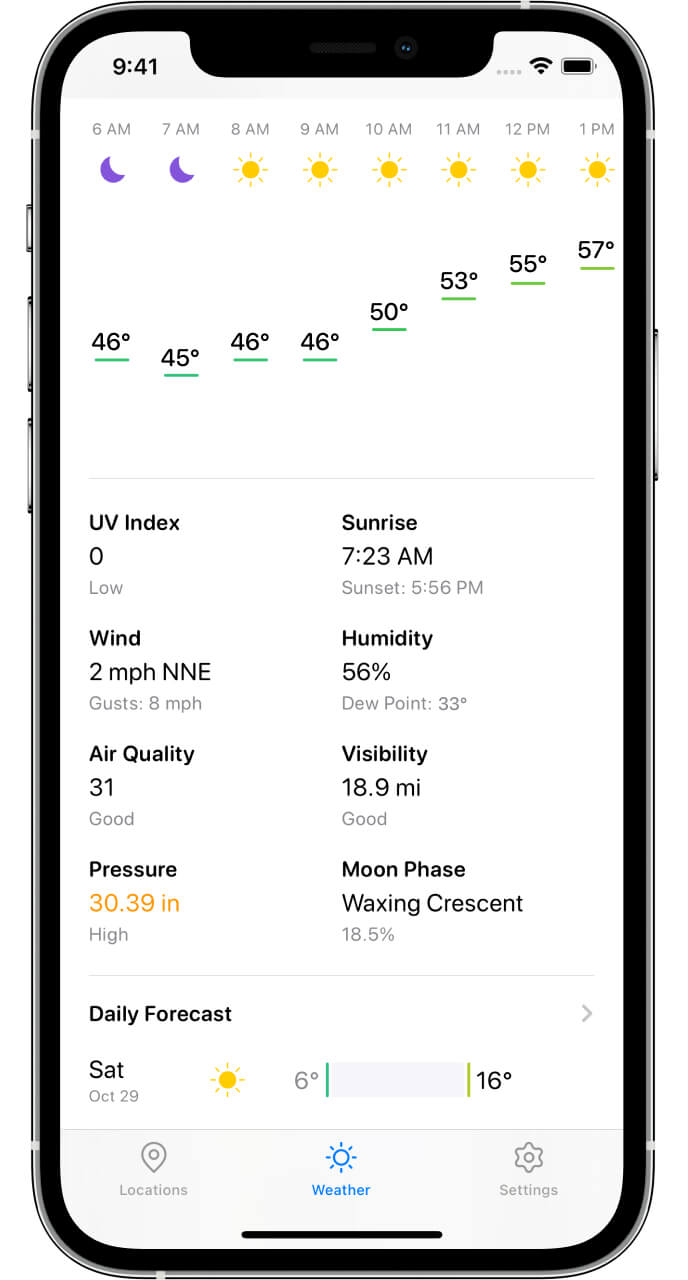 9:41
6 AM 7 AM 8 AM 9 AM 10 AM 11 AM 12 PM 1 PM
46° 45° 46° 46° 50° 53° 55° 57°
UV Index Sunrise
0 7:23 AM
Low Sunset: 5:56 PM
Wind Humidity
2 mph NNE 56%
Gusts: 8 mph Dew Point: 33°
Air Quality Visibility
31 18.9 mi
Good Good
Pressure Moon Phase
30.39 in Waxing Crescent
High 18.5%
Daily Forecast
Sat 6° 16°
Oct 29
Locations Weather Settings